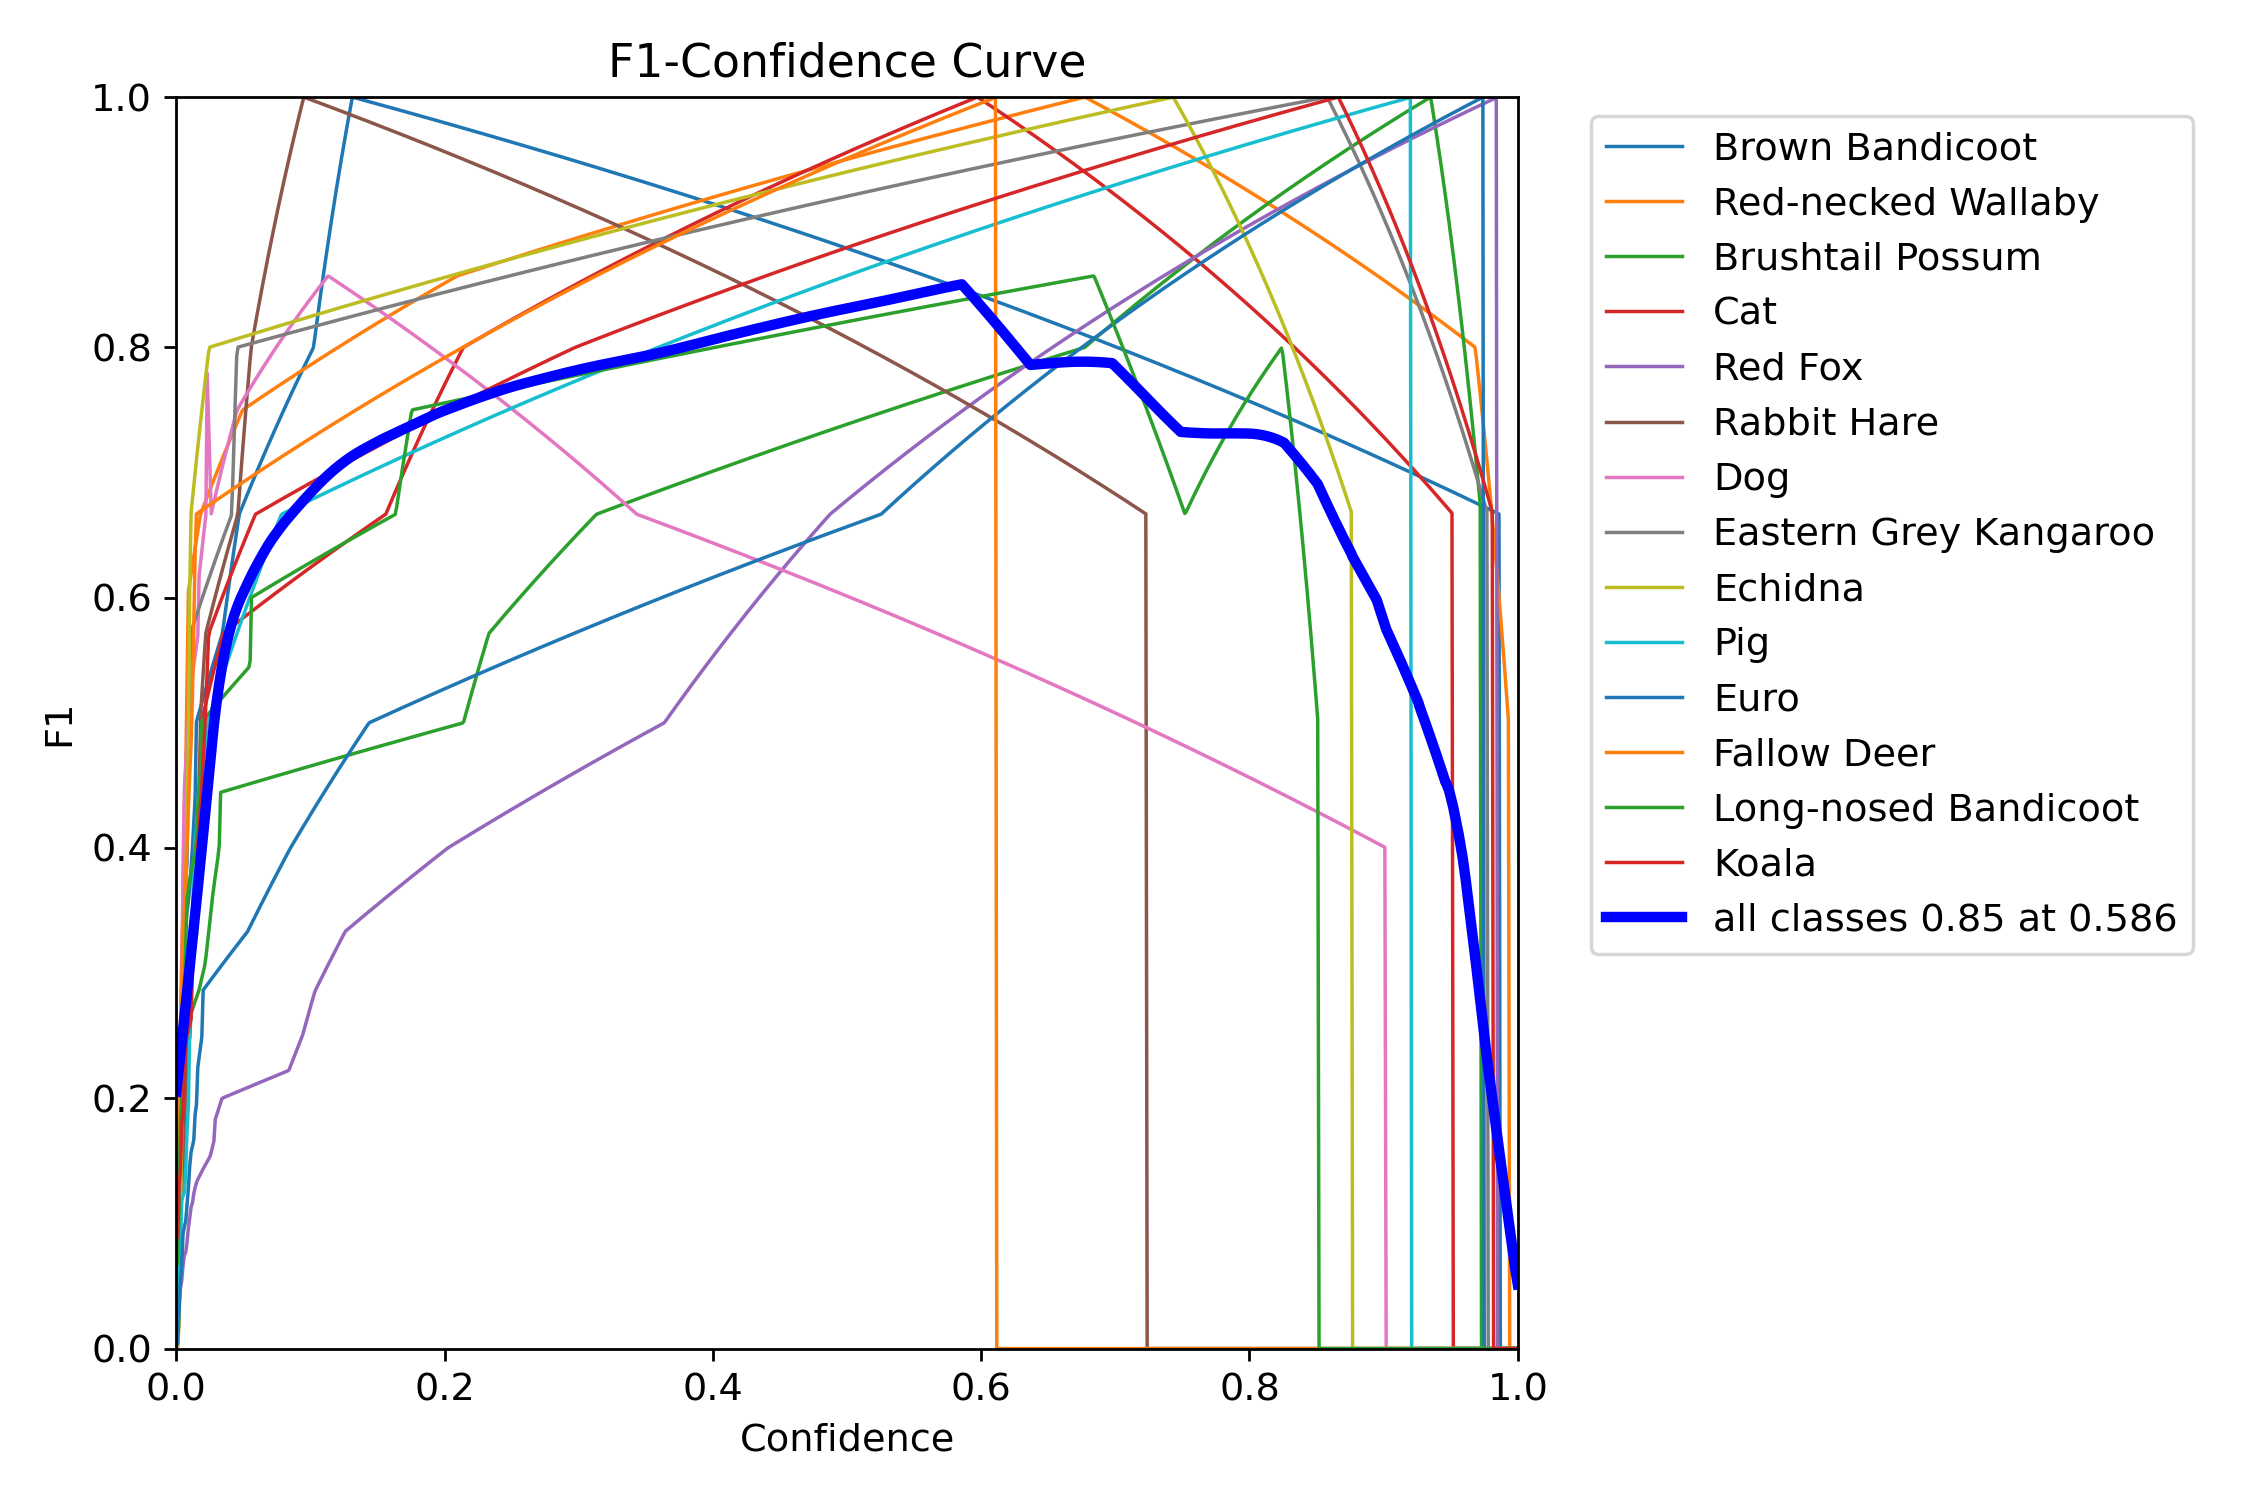 F1-Confidence Curve
1.0
0.8
0.6
0.4
0.2
0.0
F1
0.0 0.2 0.4 0.6 0.8 1.0
Confidence
Brown Bandicoot
Red-necked Wallaby
Brushtail Possum
Cat
Red Fox
Rabbit Hare
Dog
Eastern Grey Kangaroo
Echidna
Pig
Euro
Fallow Deer
Long-nosed Bandicoot
Koala
all classes 0.85 at 0.586